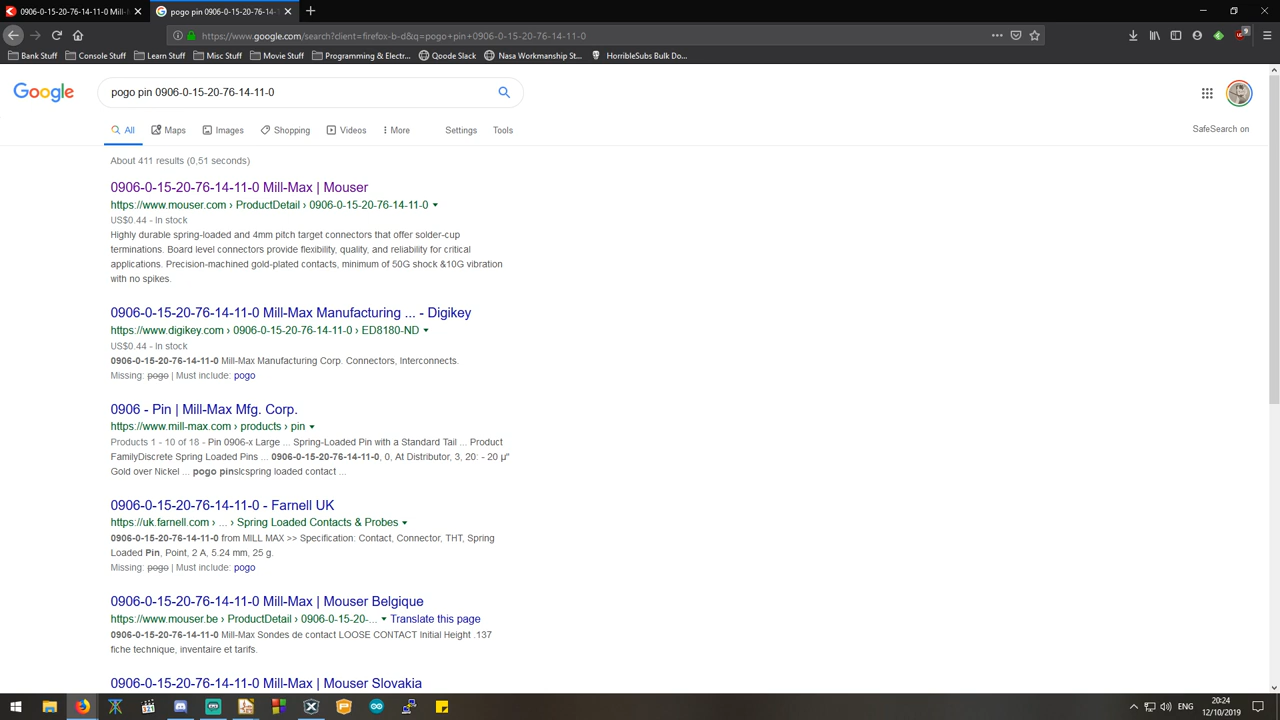 0906-0-15-20-76-14-11-0 Mill-M
pogo pin 0906-0-15-20-76-14-1
https://www.google.com/search?client=firefox-b-d&q=pogo+pin+0906-0-15-20-76-14-11-0
9
Bank Stuff Console Stuff Learn Stuff Misc Stuff Movie Stuff Programming & Electr... Qoode Slack Nasa Workmanship St... HorribleSubs Bulk Do...
Google
pogo pin 0906-0-15-20-76-14-11-0
All Maps Images Shopping Videos More Settings Tools
SafeSearch on
About 411 results (0,51 seconds)
0906-0-15-20-76-14-11-0 Mill-Max | Mouser
https://www.mouser.com › ProductDetail › 0906-0-15-20-76-14-11-0
US$0.44 - In stock
Highly durable spring-loaded and 4mm pitch target connectors that offer solder-cup
terminations. Board level connectors provide flexibility, quality, and reliability for critical
applications. Precision-machined gold-plated contacts, minimum of 50G shock &10G vibration
with no spikes.
0906-0-15-20-76-14-11-0 Mill-Max Manufacturing ... - Digikey
https://www.digikey.com › 0906-0-15-20-76-14-11-0 › ED8180-ND
US$0.44 - In stock
0906-0-15-20-76-14-11-0 Mill-Max Manufacturing Corp. Connectors, Interconnects.
Missing: pogo | Must include: pogo
0906 - Pin | Mill-Max Mfg. Corp.
https://www.mill-max.com › products › pin
Products 1 - 10 of 18 - Pin 0906-x Large ... Spring-Loaded Pin with a Standard Tail ... Product
FamilyDiscrete Spring Loaded Pins ... 0906-0-15-20-76-14-11-0, 0, At Distributor, 3, 20: - 20 µ"
Gold over Nickel ... pogo pinslcspring loaded contact ...
0906-0-15-20-76-14-11-0 - Farnell UK
https://uk.farnell.com › ... › Spring Loaded Contacts & Probes
0906-0-15-20-76-14-11-0 from MILL MAX >> Specification: Contact, Connector, THT, Spring
Loaded Pin, Point, 2 A, 5.24 mm, 25 g.
Missing: pogo | Must include: pogo
0906-0-15-20-76-14-11-0 Mill-Max | Mouser Belgique
https://www.mouser.be › ProductDetail › 0906-0-15-20-... Translate this page
0906-0-15-20-76-14-11-0 Mill-Max Sondes de contact LOOSE CONTACT Initial Height .137
fiche technique, inventaire et tarifs.
0906-0-15-20-76-14-11-0 Mill-Max | Mouser Slovakia
ENG
20:24
12/10/2019